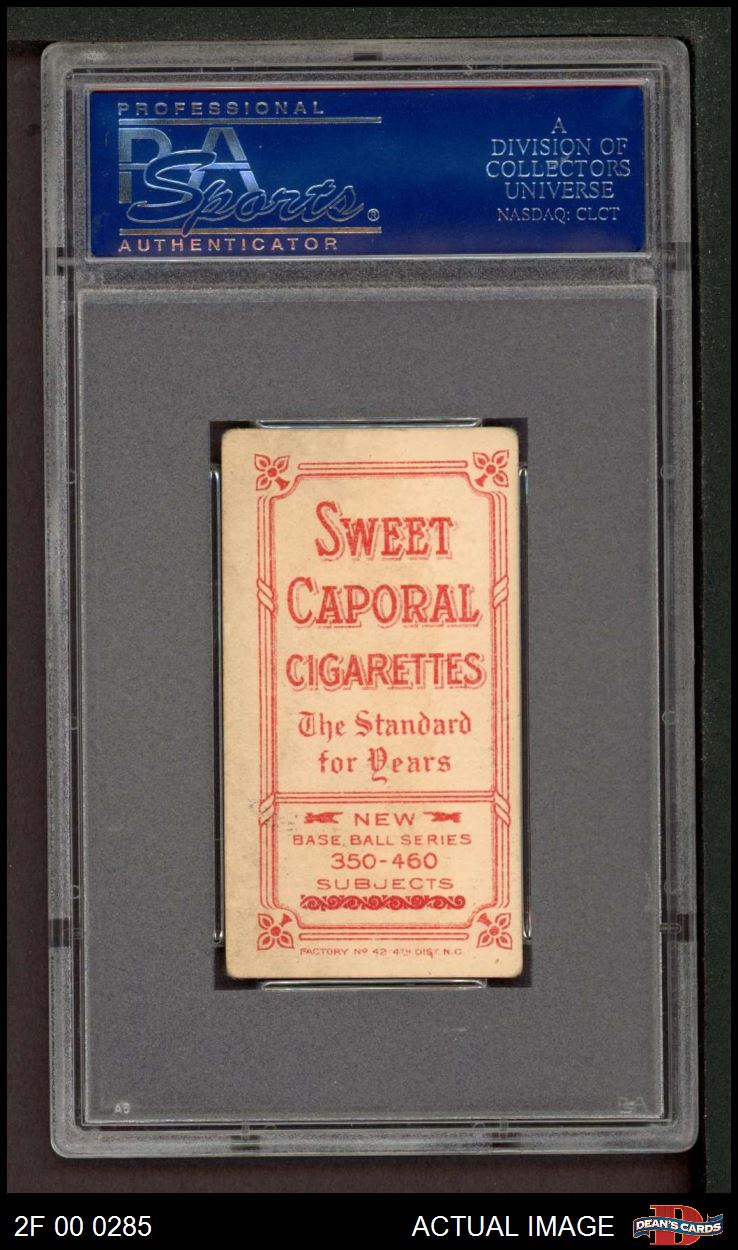 PROFESSIONAL
PSA
Sports®
AUTHENTICATOR
A
DIVISION OF
COLLECTORS
UNIVERSE
NASDAQ: CLCT
SWEET
CAPORAL
CIGARETTES
The Standard
for Years
NEW
BASE BALL SERIES
350-460
SUBJECTS
FACTORY Nº 42 4TH DIST. N.C.
PSA
2F 00 0285
ACTUAL IMAGE
DEAN'S CARDS